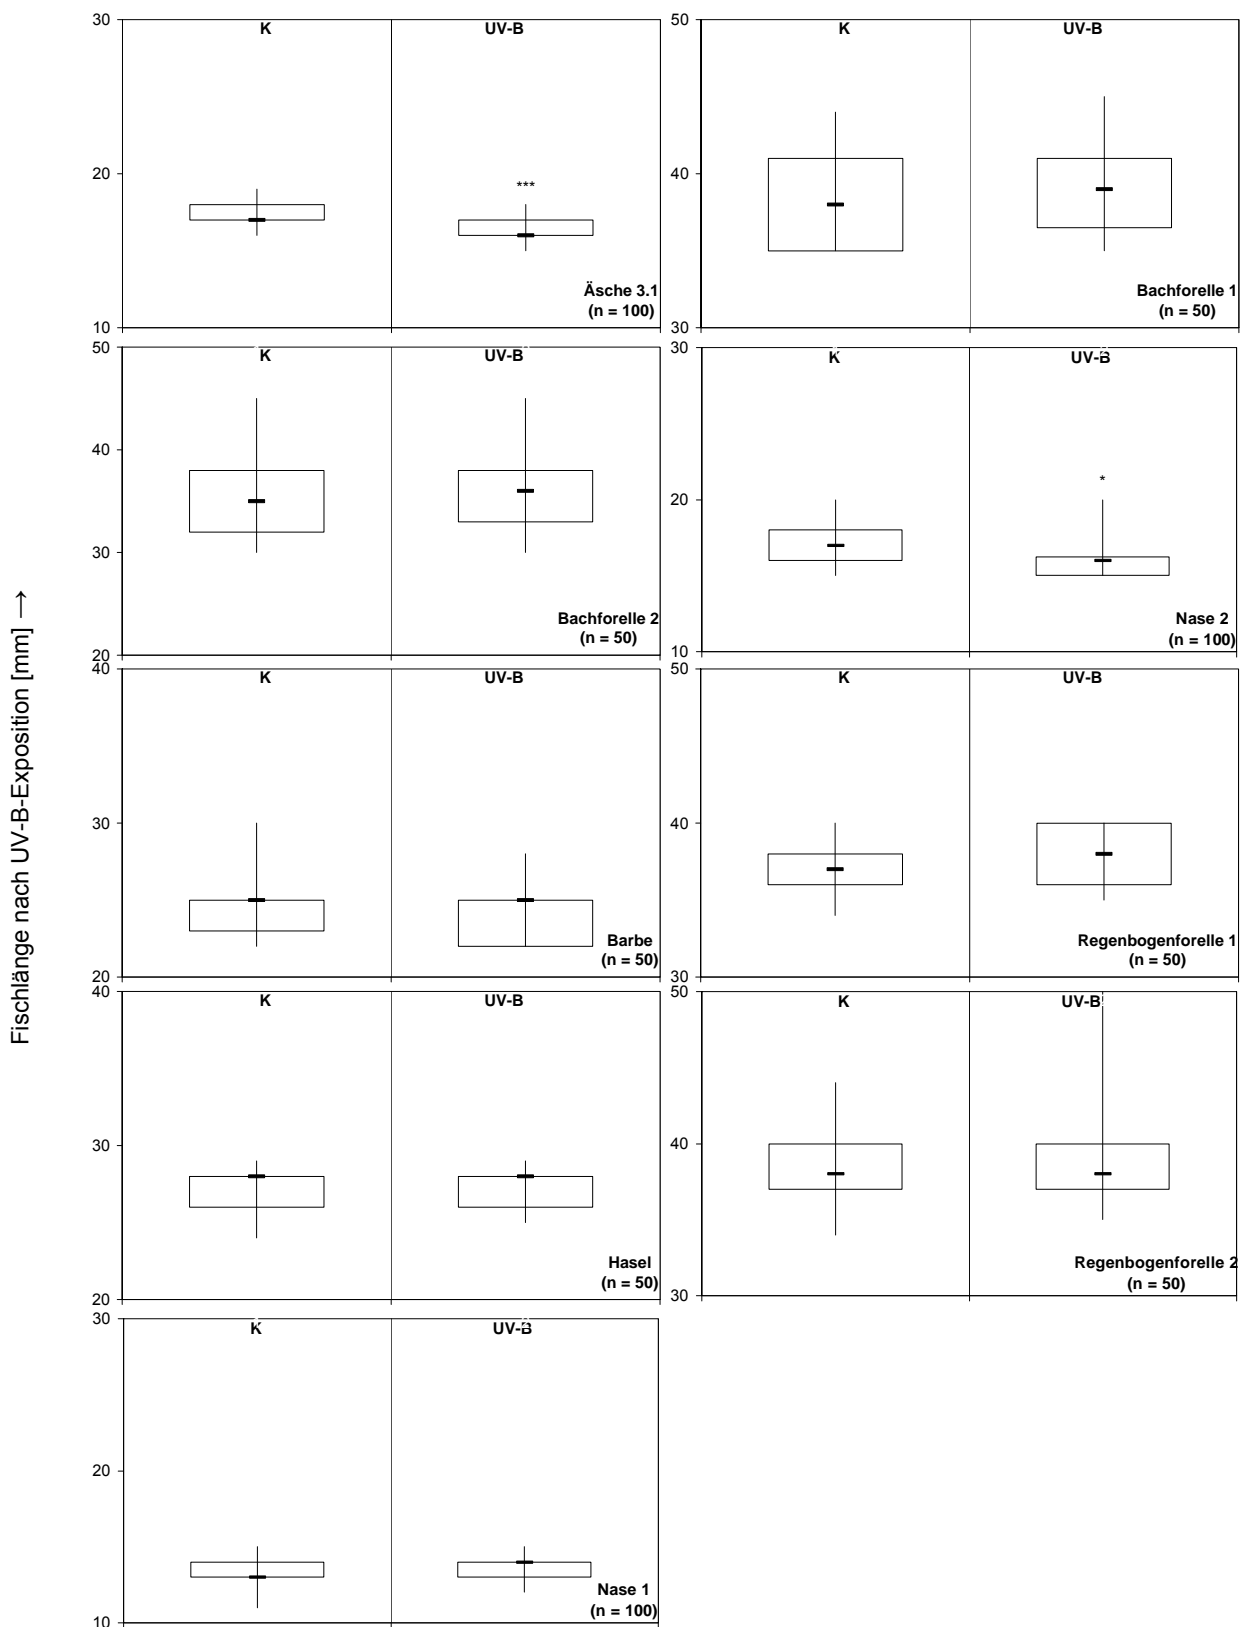 Fischlänge nach UV-B-Exposition [mm] →
30
20
10
K
UV-B
***
Äsche 3.1
(n = 100)
50
40
30
K
UV-B
Bachforelle 1
(n = 50)
50
40
30
20
K
UV-B
Bachforelle 2
(n = 50)
30
20
10
K
UV-B
*
Nase 2
(n = 100)
40
30
20
K
UV-B
Barbe
(n = 50)
50
40
30
K
UV-B
Regenbogenforelle 1
(n = 50)
40
30
20
K
UV-B
Hasel
(n = 50)
50
40
30
K
UV-B
Regenbogenforelle 2
(n = 50)
30
20
10
K
UV-B
Nase 1
(n = 100)